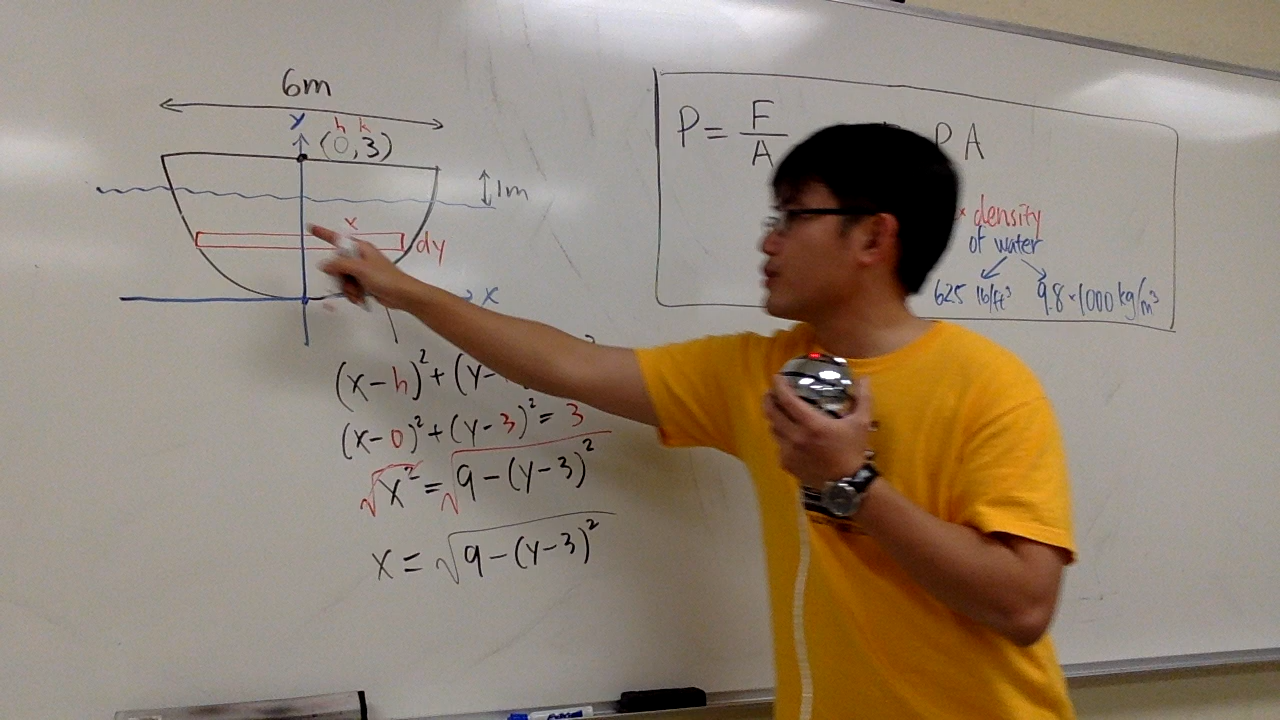 6m
y
h k
(0,3)
1m
x
dy
x
(x-h)²+(y-
(x-0)²+(y-3)²=3
√x²=√9-(y-3)²
x=√9-(y-3)²
P=F/A
PA
density
of water
62.5 lb/ft³ 9.8×1000 kg/m³